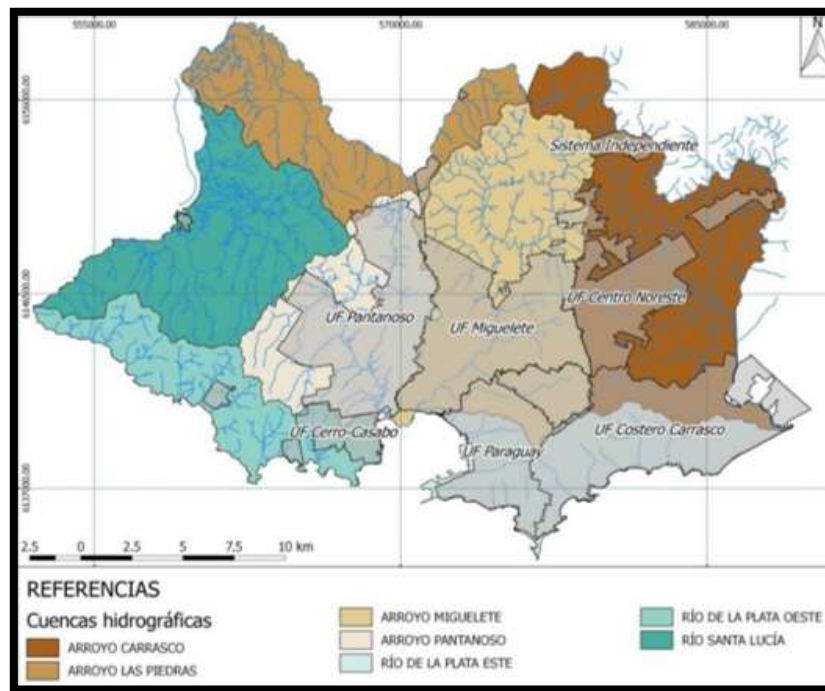 555000.00 570000.00 585000.00
6156000.00
Sistema Independiente
6146500.00
UF Pantanoso
UF Miguelete
UF Centro Noreste
UF Cerro-Casabo
UF Paraguay
UF Costero Carrasco
6137000.00
2.5 0 2.5 5 7.5 10 km
REFERENCIAS
Cuencas hidrográficas
ARROYO CARRASCO
ARROYO LAS PIEDRAS
ARROYO MIGUELETE
ARROYO PANTANOSO
RÍO DE LA PLATA ESTE
RÍO DE LA PLATA OESTE
RÍO SANTA LUCÍA